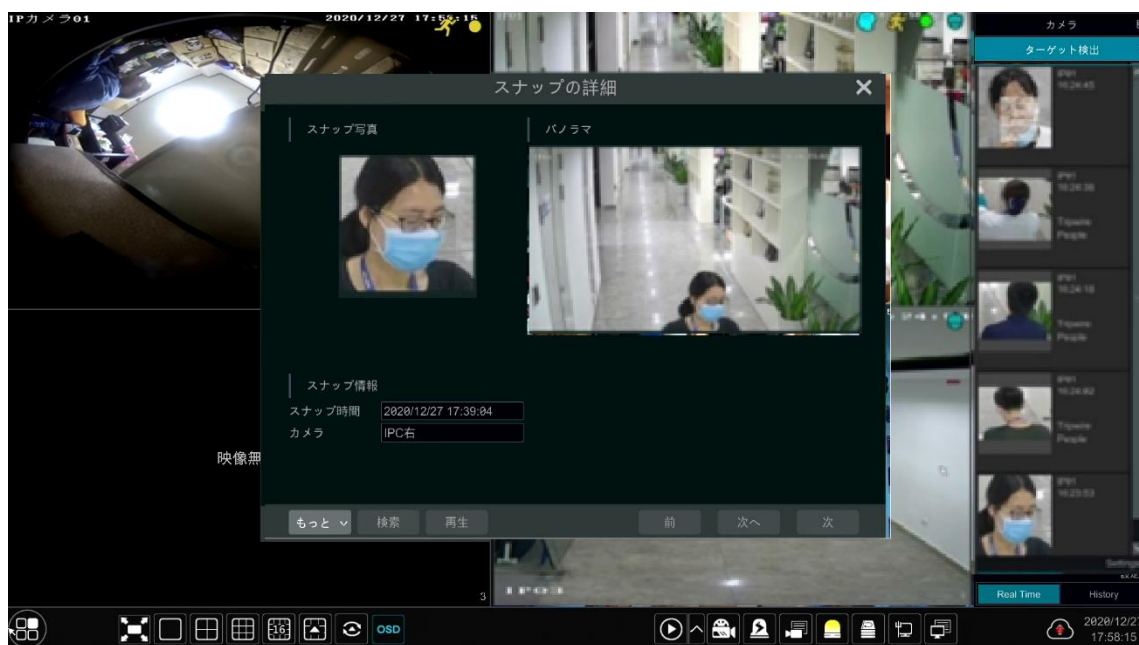 IPカメラ01
2020/12/27 17:58:15
カメラ
ターゲット検出
スナップの詳細
スナップ写真
パノラマ
スナップ情報
スナップ時間 2020/12/27 17:39:04
カメラ IPC右
映像無
もっと 検索 再生 前 次へ 次
16:24:45
16:24:38
Tripwire
People
16:24:18
Tripwire
People
Tripwire
People
16:23:53
Settings
3
Real Time History
16
OSD
2020/12/27
17:58:15